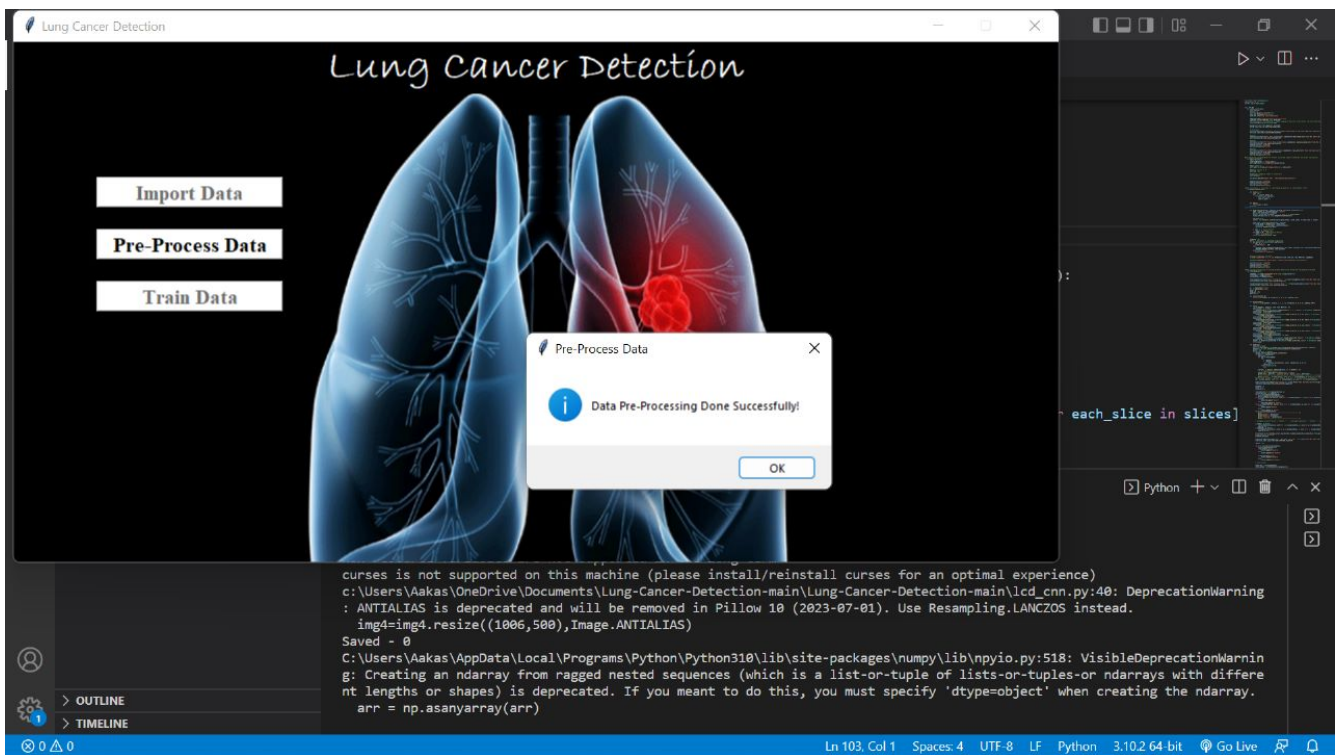 Lung Cancer Detection
Lung Cancer Detection
Import Data
Pre-Process Data
Train Data
Pre-Process Data
Data Pre-Processing Done Successfully!
OK
):
each_slice in slices]
Python
curses is not supported on this machine (please install/reinstall curses for an optimal experience)
c:\Users\Aakas\OneDrive\Documents\Lung-Cancer-Detection-main\Lung-Cancer-Detection-main\lcd_cnn.py:40: DeprecationWarning
: ANTIALIAS is deprecated and will be removed in Pillow 10 (2023-07-01). Use Resampling.LANCZOS instead.
img4=img4.resize((1006,500),Image.ANTIALIAS)
Saved - 0
C:\Users\Aakas\AppData\Local\Programs\Python\Python310\lib\site-packages\numpy\lib\npyio.py:518: VisibleDeprecationWarnin
g: Creating an ndarray from ragged nested sequences (which is a list-or-tuple of lists-or-tuples-or ndarrays with differe
nt lengths or shapes) is deprecated. If you meant to do this, you must specify 'dtype=object' when creating the ndarray.
arr = np.asanyarray(arr)
OUTLINE
TIMELINE
1
0 0 Ln 103, Col 1 Spaces: 4 UTF-8 LF Python 3.10.2 64-bit Go Live